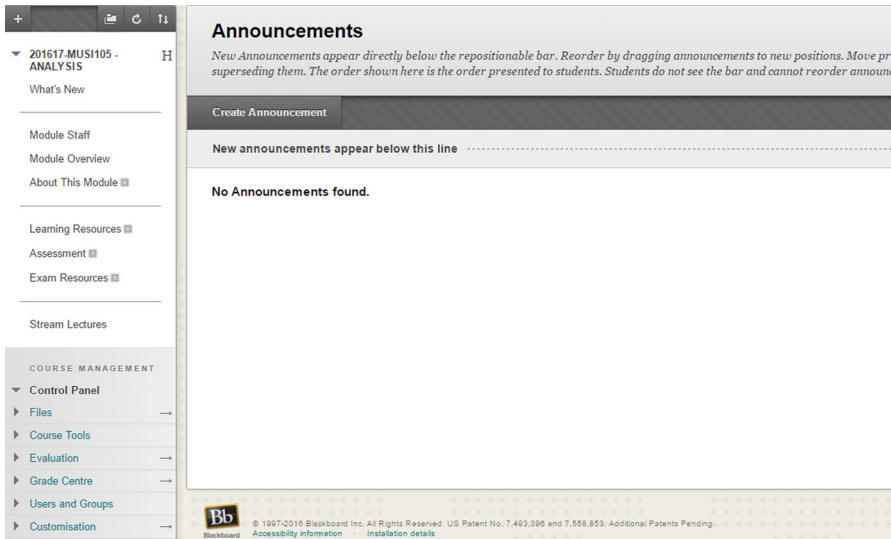 201617-MUSI105 -
ANALYSIS
What's New
Module Staff
Module Overview
About This Module
Learning Resources
Assessment
Exam Resources
Stream Lectures
COURSE MANAGEMENT
Control Panel
Files
Course Tools
Evaluation
Grade Centre
Users and Groups
Customisation
Announcements
New Announcements appear directly below the repositionable bar. Reorder by dragging announcements to new positions. Move pr
superseding them. The order shown here is the order presented to students. Students do not see the bar and cannot reorder announ
Create Announcement
New announcements appear below this line
No Announcements found.
Bb
Blackboard
© 1997-2016 Blackboard Inc. All Rights Reserved. US Patent No. 7,493,396 and 7,558,853. Additional Patents Pending.
Accessibility information · Installation details